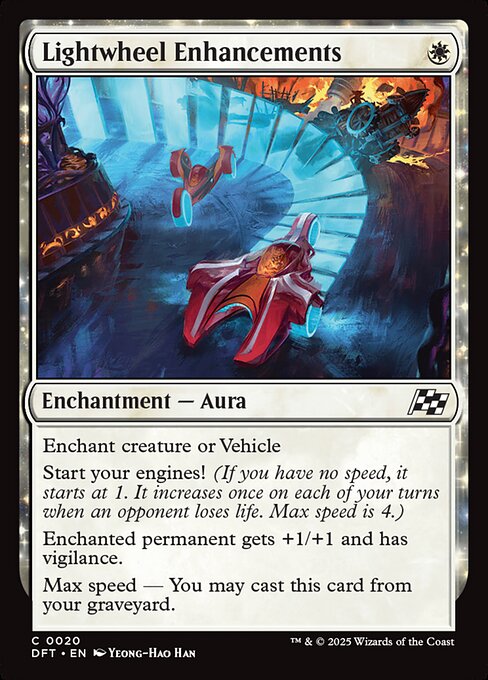 Lightwheel Enhancements
Enchantment — Aura
Enchant creature or Vehicle
Start your engines! (If you have no speed, it
starts at 1. It increases once on each of your turns
when an opponent loses life. Max speed is 4.)
Enchanted permanent gets +1/+1 and has
vigilance.
Max speed — You may cast this card from
your graveyard.
C 0020
DFT • EN Yeong-Hao Han
™ & © 2025 Wizards of the Coast